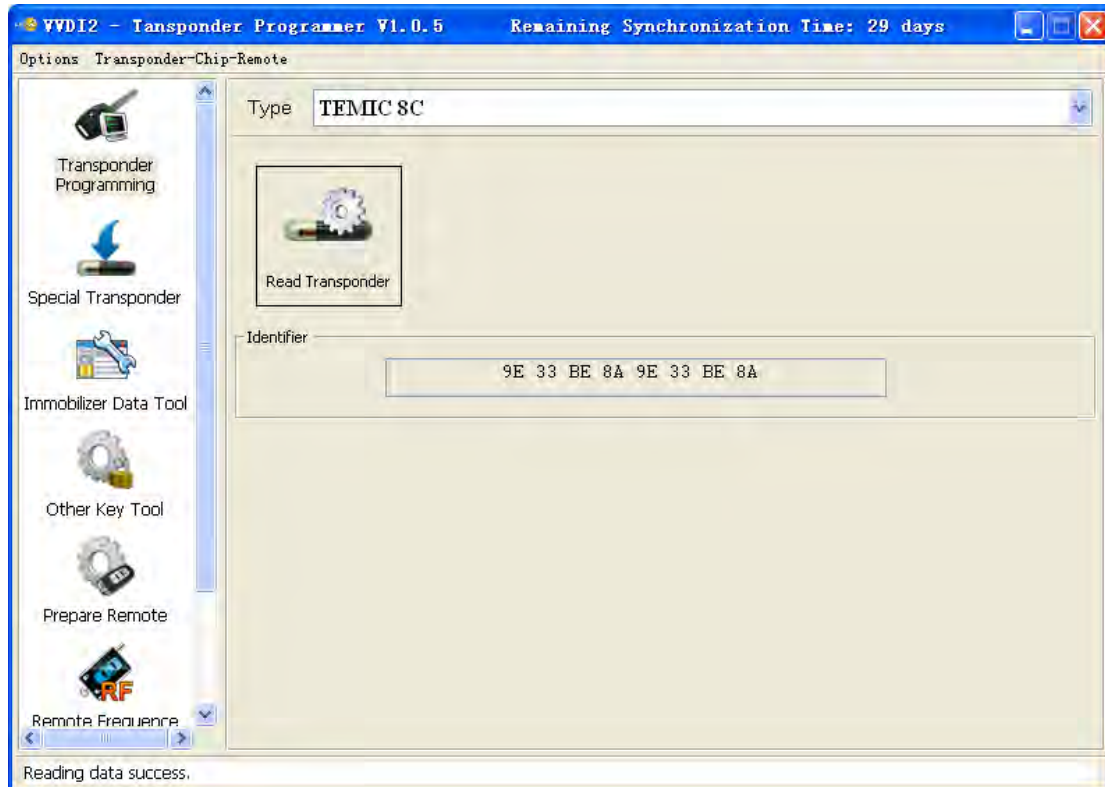 VVDI2 - Tansponder Programmer V1.0.5 Remaining Synchronization Time: 29 days
Options Transponder-Chip-Remote
Transponder
Programming
Special Transponder
Immobilizer Data Tool
Other Key Tool
Prepare Remote
RF
Remote Frequence
Type TEMIC 8C
Read Transponder
Identifier
9E 33 BE 8A 9E 33 BE 8A
Reading data success.